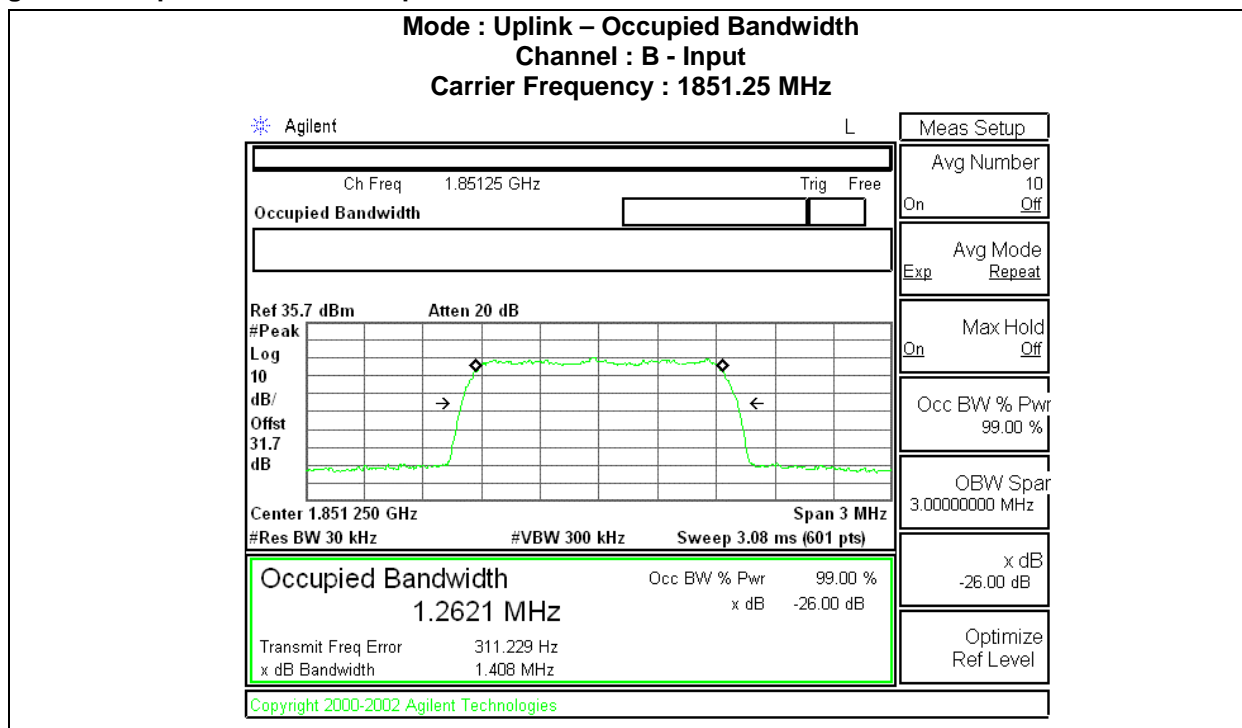 Mode : Uplink – Occupied Bandwidth
Channel : B - Input
Carrier Frequency : 1851.25 MHz
Agilent L
Ch Freq 1.85125 GHz Trig Free
Occupied Bandwidth
Ref 35.7 dBm Atten 20 dB
#Peak
Log
10
dB/
Offst
31.7
dB
Center 1.851 250 GHz Span 3 MHz
#Res BW 30 kHz #VBW 300 kHz Sweep 3.08 ms (601 pts)
Occupied Bandwidth Occ BW % Pwr 99.00 %
1.2621 MHz x dB -26.00 dB
Transmit Freq Error 311.229 Hz
x dB Bandwidth 1.408 MHz
Copyright 2000-2002 Agilent Technologies
Meas Setup
Avg Number
10
On Off
Avg Mode
Exp Repeat
Max Hold
On Off
Occ BW % Pwr
99.00 %
OBW Span
3.00000000 MHz
x dB
-26.00 dB
Optimize
Ref Level